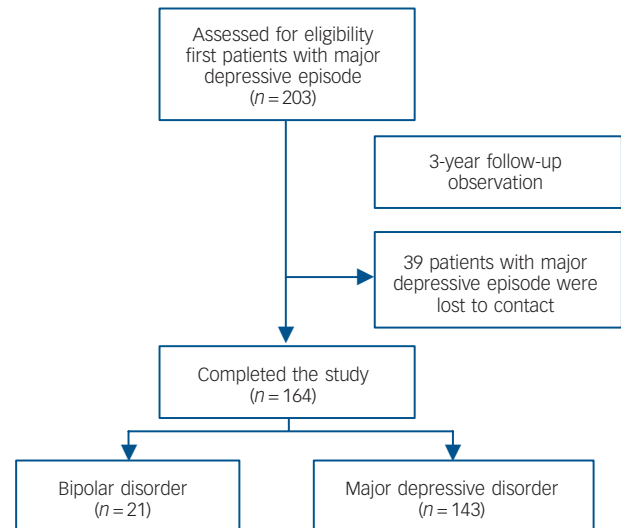 Assessed for eligibility
first patients with major
depressive episode
(n = 203)
3-year follow-up
observation
39 patients with major
depressive episode were
lost to contact
Completed the study
(n = 164)
Bipolar disorder
(n = 21)
Major depressive disorder
(n = 143)